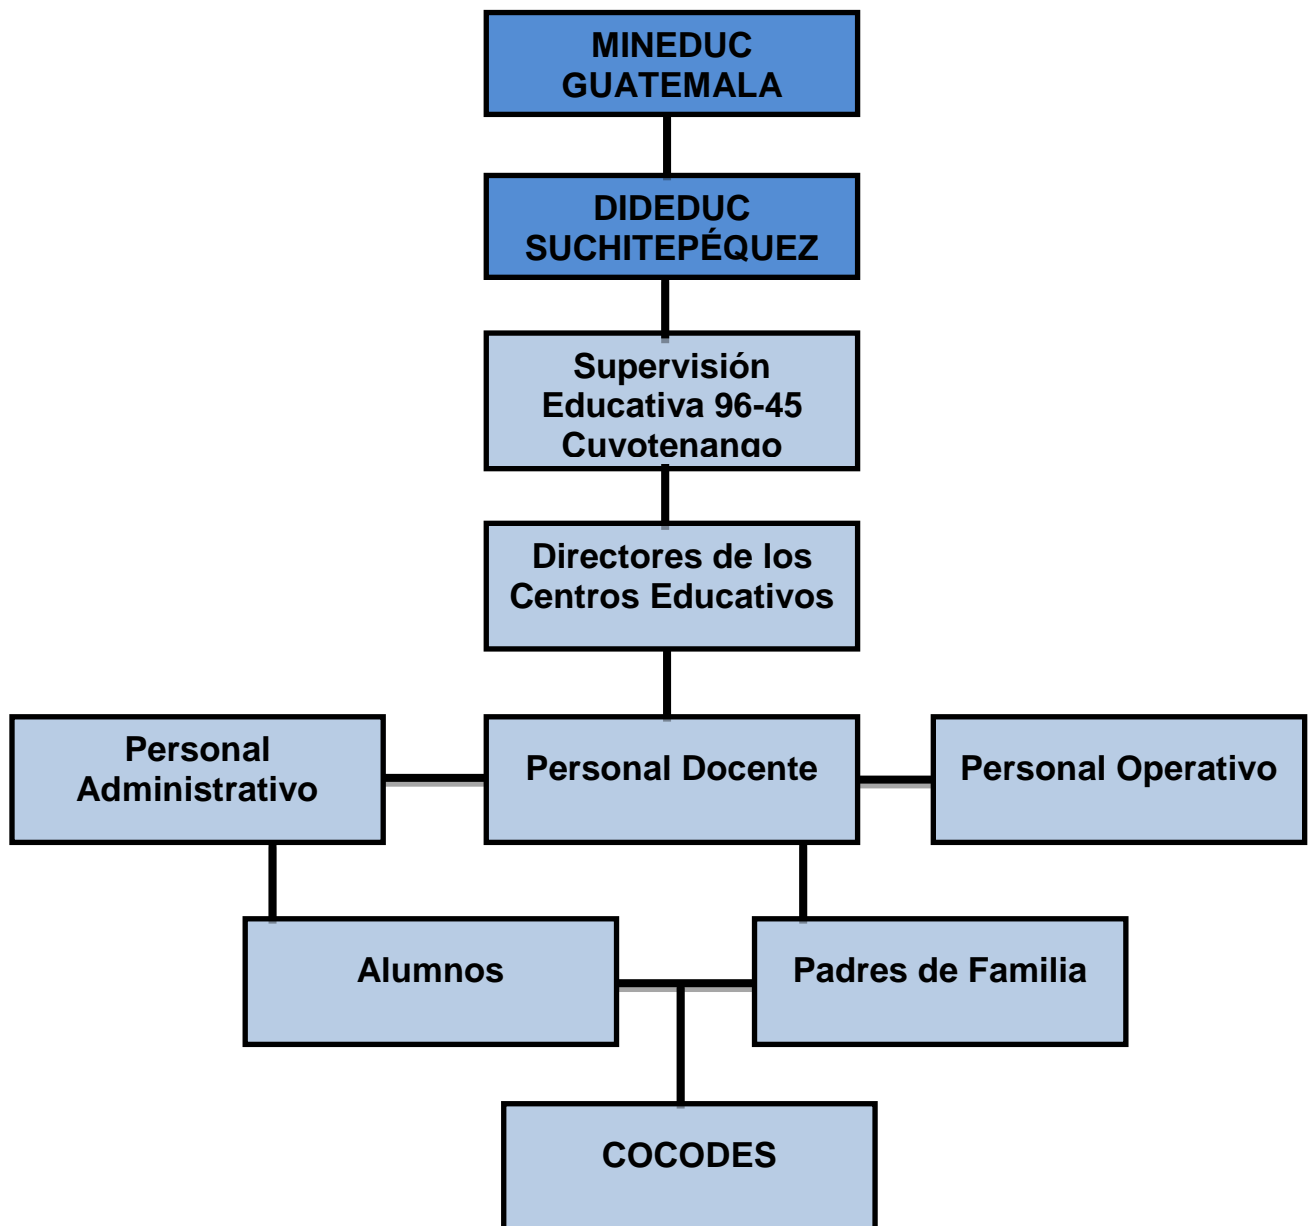 MINEDUC
GUATEMALA
DIDEDUC
SUCHITEPÉQUEZ
Supervisión
Educativa 96-45
Cuyotenango
Directores de los
Centros Educativos
Personal
Administrativo
Personal Docente
Personal Operativo
Alumnos
Padres de Familia
COCODES